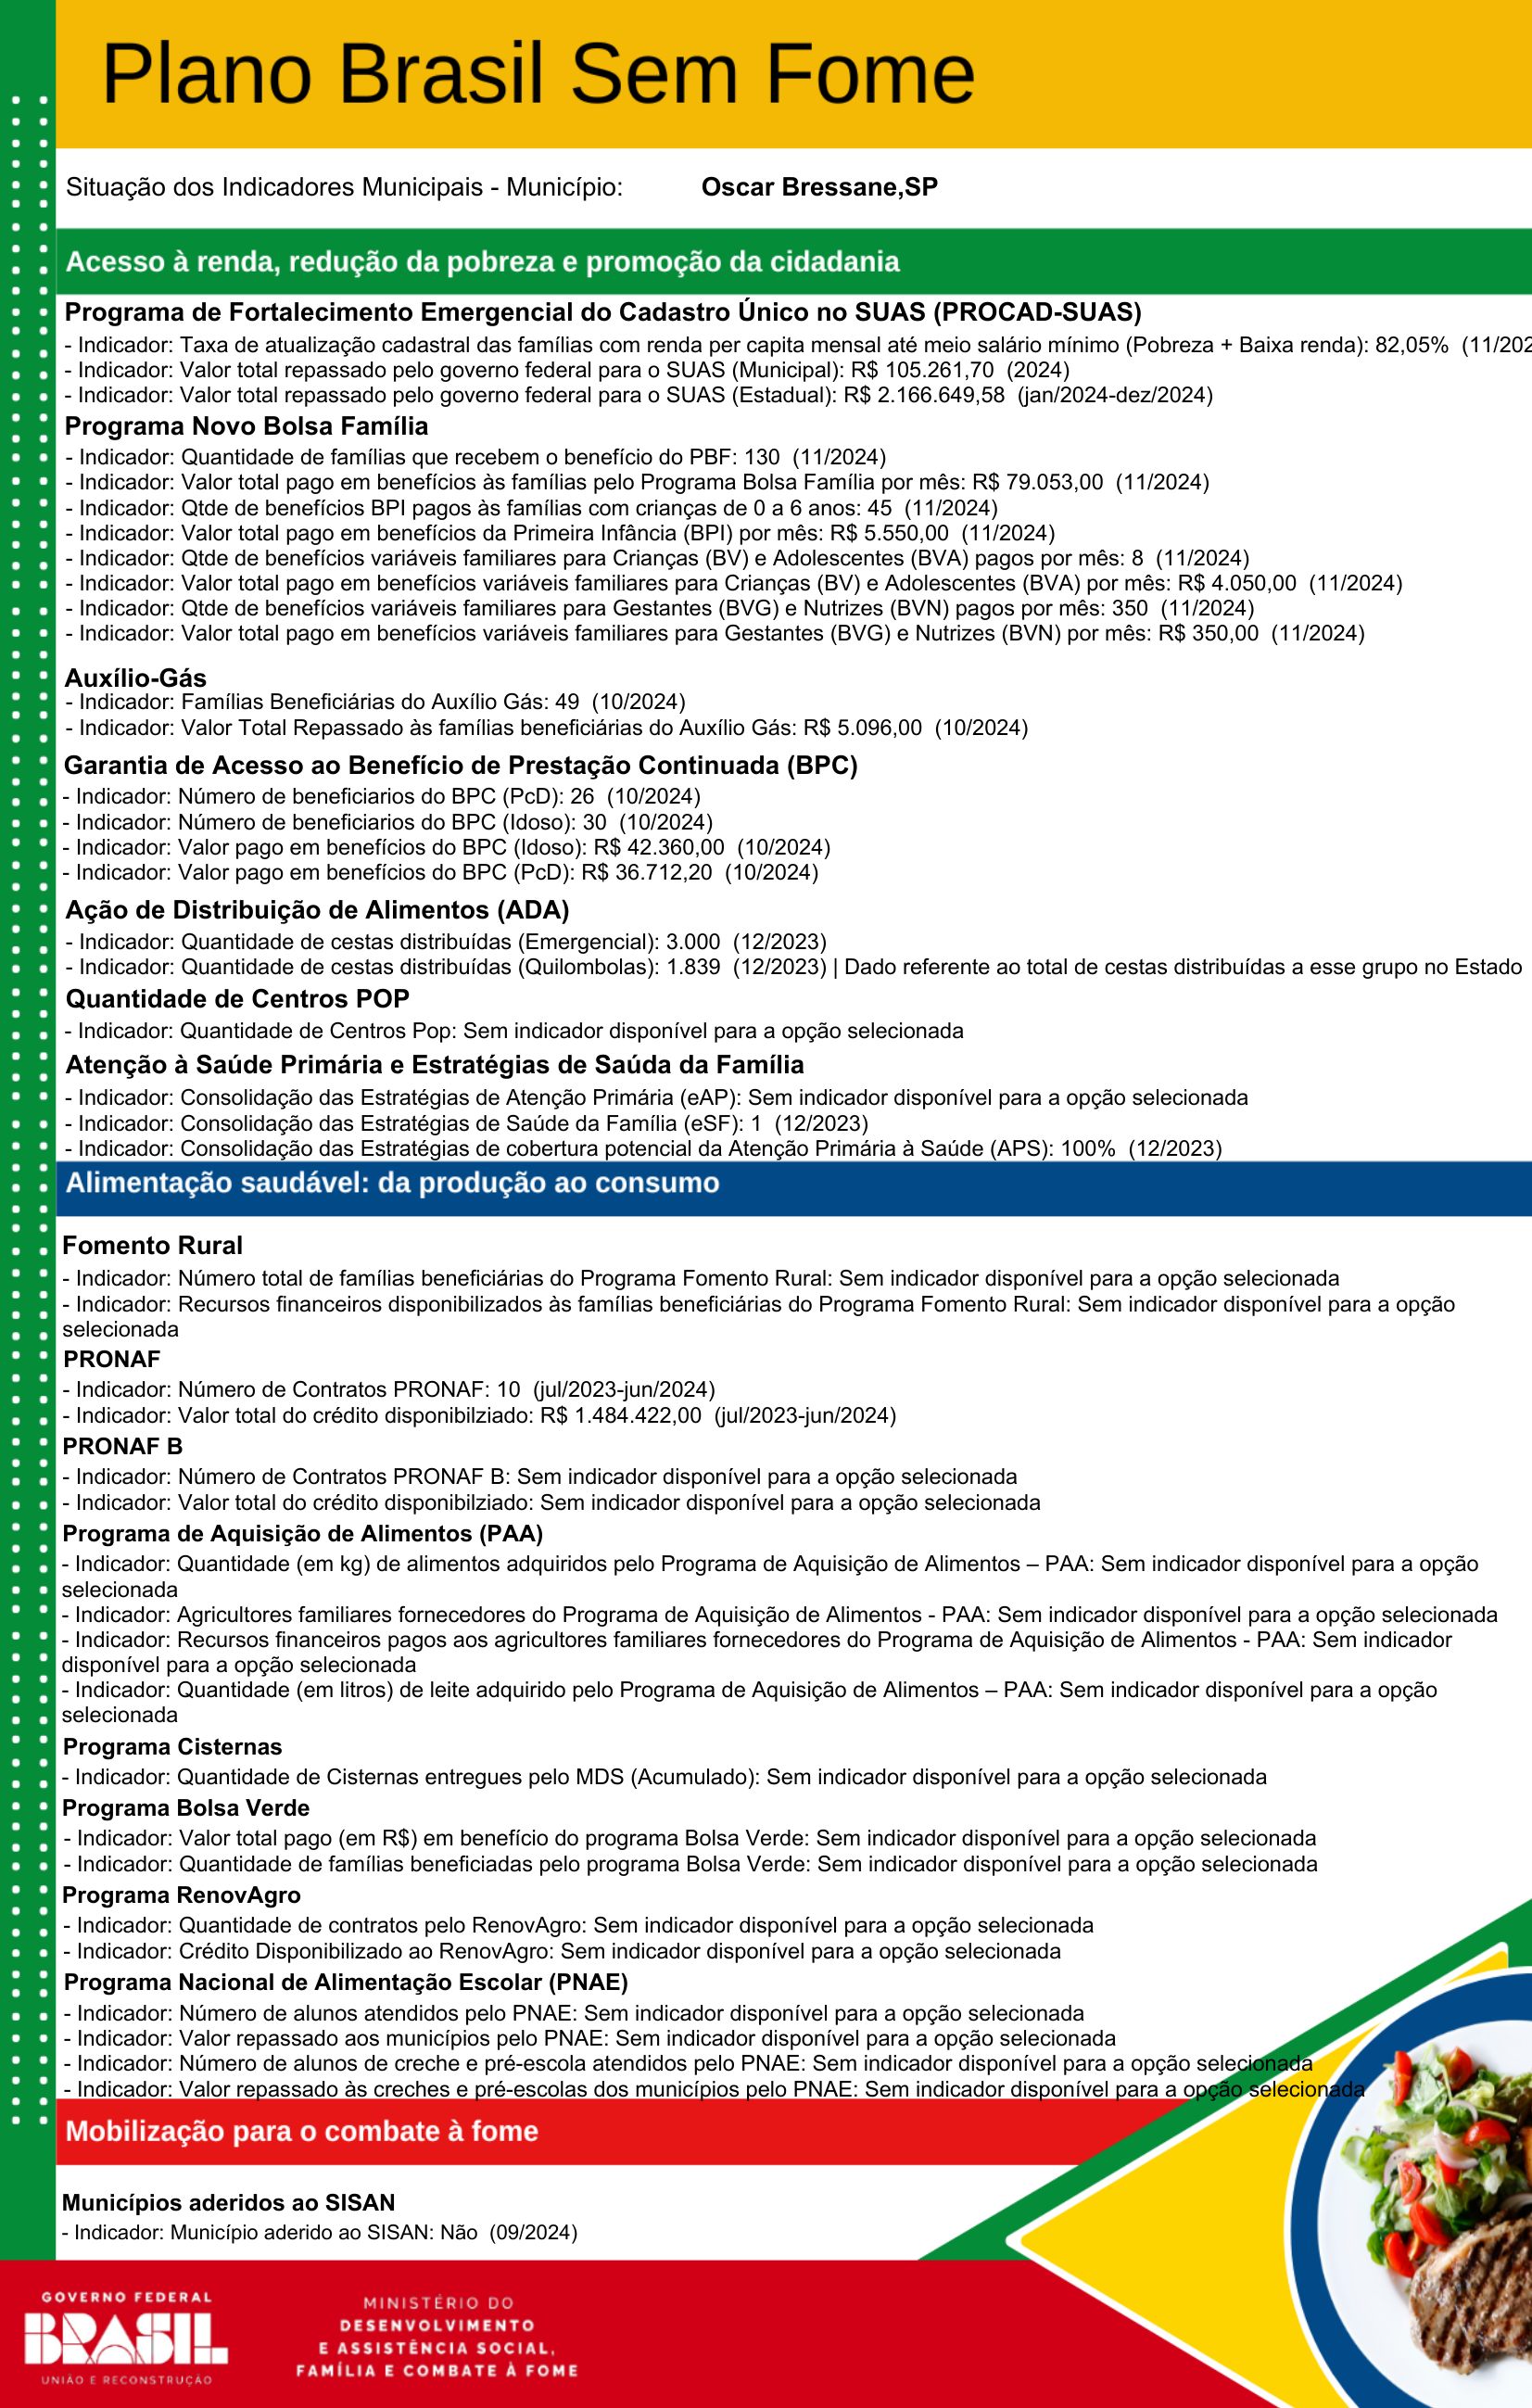 Plano Brasil Sem Fome
Situação dos Indicadores Municipais - Município: Oscar Bressane,SP
Acesso à renda, redução da pobreza e promoção da cidadania
Programa de Fortalecimento Emergencial do Cadastro Único no SUAS (PROCAD-SUAS)
- Indicador: Taxa de atualização cadastral das famílias com renda per capita mensal até meio salário mínimo (Pobreza + Baixa renda): 82,05% (11/202
- Indicador: Valor total repassado pelo governo federal para o SUAS (Municipal): R$ 105.261,70 (2024)
- Indicador: Valor total repassado pelo governo federal para o SUAS (Estadual): R$ 2.166.649,58 (jan/2024-dez/2024)
Programa Novo Bolsa Família
- Indicador: Quantidade de famílias que recebem o benefício do PBF: 130 (11/2024)
- Indicador: Valor total pago em benefícios às famílias pelo Programa Bolsa Família por mês: R$ 79.053,00 (11/2024)
- Indicador: Qtde de benefícios BPI pagos às famílias com crianças de 0 a 6 anos: 45 (11/2024)
- Indicador: Valor total pago em benefícios da Primeira Infância (BPI) por mês: R$ 5.550,00 (11/2024)
- Indicador: Qtde de benefícios variáveis familiares para Crianças (BV) e Adolescentes (BVA) pagos por mês: 8 (11/2024)
- Indicador: Valor total pago em benefícios variáveis familiares para Crianças (BV) e Adolescentes (BVA) por mês: R$ 4.050,00 (11/2024)
- Indicador: Qtde de benefícios variáveis familiares para Gestantes (BVG) e Nutrizes (BVN) pagos por mês: 350 (11/2024)
- Indicador: Valor total pago em benefícios variáveis familiares para Gestantes (BVG) e Nutrizes (BVN) por mês: R$ 350,00 (11/2024)
Auxílio-Gás
- Indicador: Famílias Beneficiárias do Auxílio Gás: 49 (10/2024)
- Indicador: Valor Total Repassado às famílias beneficiárias do Auxílio Gás: R$ 5.096,00 (10/2024)
Garantia de Acesso ao Benefício de Prestação Continuada (BPC)
- Indicador: Número de beneficiarios do BPC (PcD): 26 (10/2024)
- Indicador: Número de beneficiarios do BPC (Idoso): 30 (10/2024)
- Indicador: Valor pago em benefícios do BPC (Idoso): R$ 42.360,00 (10/2024)
- Indicador: Valor pago em benefícios do BPC (PcD): R$ 36.712,20 (10/2024)
Ação de Distribuição de Alimentos (ADA)
- Indicador: Quantidade de cestas distribuídas (Emergencial): 3.000 (12/2023)
- Indicador: Quantidade de cestas distribuídas (Quilombolas): 1.839 (12/2023) | Dado referente ao total de cestas distribuídas a esse grupo no Estado
Quantidade de Centros POP
- Indicador: Quantidade de Centros Pop: Sem indicador disponível para a opção selecionada
Atenção à Saúde Primária e Estratégias de Saúda da Família
- Indicador: Consolidação das Estratégias de Atenção Primária (eAP): Sem indicador disponível para a opção selecionada
- Indicador: Consolidação das Estratégias de Saúde da Família (eSF): 1 (12/2023)
- Indicador: Consolidação das Estratégias de cobertura potencial da Atenção Primária à Saúde (APS): 100% (12/2023)
Alimentação saudável: da produção ao consumo
Fomento Rural
- Indicador: Número total de famílias beneficiárias do Programa Fomento Rural: Sem indicador disponível para a opção selecionada
- Indicador: Recursos financeiros disponibilizados às famílias beneficiárias do Programa Fomento Rural: Sem indicador disponível para a opção
selecionada
PRONAF
- Indicador: Número de Contratos PRONAF: 10 (jul/2023-jun/2024)
- Indicador: Valor total do crédito disponibilziado: R$ 1.484.422,00 (jul/2023-jun/2024)
PRONAF B
- Indicador: Número de Contratos PRONAF B: Sem indicador disponível para a opção selecionada
- Indicador: Valor total do crédito disponibilziado: Sem indicador disponível para a opção selecionada
Programa de Aquisição de Alimentos (PAA)
- Indicador: Quantidade (em kg) de alimentos adquiridos pelo Programa de Aquisição de Alimentos – PAA: Sem indicador disponível para a opção
selecionada
- Indicador: Agricultores familiares fornecedores do Programa de Aquisição de Alimentos - PAA: Sem indicador disponível para a opção selecionada
- Indicador: Recursos financeiros pagos aos agricultores familiares fornecedores do Programa de Aquisição de Alimentos - PAA: Sem indicador
disponível para a opção selecionada
- Indicador: Quantidade (em litros) de leite adquirido pelo Programa de Aquisição de Alimentos – PAA: Sem indicador disponível para a opção
selecionada
Programa Cisternas
- Indicador: Quantidade de Cisternas entregues pelo MDS (Acumulado): Sem indicador disponível para a opção selecionada
Programa Bolsa Verde
- Indicador: Valor total pago (em R$) em benefício do programa Bolsa Verde: Sem indicador disponível para a opção selecionada
- Indicador: Quantidade de famílias beneficiadas pelo programa Bolsa Verde: Sem indicador disponível para a opção selecionada
Programa RenovAgro
- Indicador: Quantidade de contratos pelo RenovAgro: Sem indicador disponível para a opção selecionada
- Indicador: Crédito Disponibilizado ao RenovAgro: Sem indicador disponível para a opção selecionada
Programa Nacional de Alimentação Escolar (PNAE)
- Indicador: Número de alunos atendidos pelo PNAE: Sem indicador disponível para a opção selecionada
- Indicador: Valor repassado aos municípios pelo PNAE: Sem indicador disponível para a opção selecionada
- Indicador: Número de alunos de creche e pré-escola atendidos pelo PNAE: Sem indicador disponível para a opção selecionada
- Indicador: Valor repassado às creches e pré-escolas dos municípios pelo PNAE: Sem indicador disponível para a opção selecionada
Mobilização para o combate à fome
Municípios aderidos ao SISAN
- Indicador: Município aderido ao SISAN: Não (09/2024)
GOVERNO FEDERAL
BRASIL
UNIÃO E RECONSTRUÇÃO
MINISTÉRIO DO
DESENVOLVIMENTO
E ASSISTÊNCIA SOCIAL,
FAMÍLIA E COMBATE À FOME